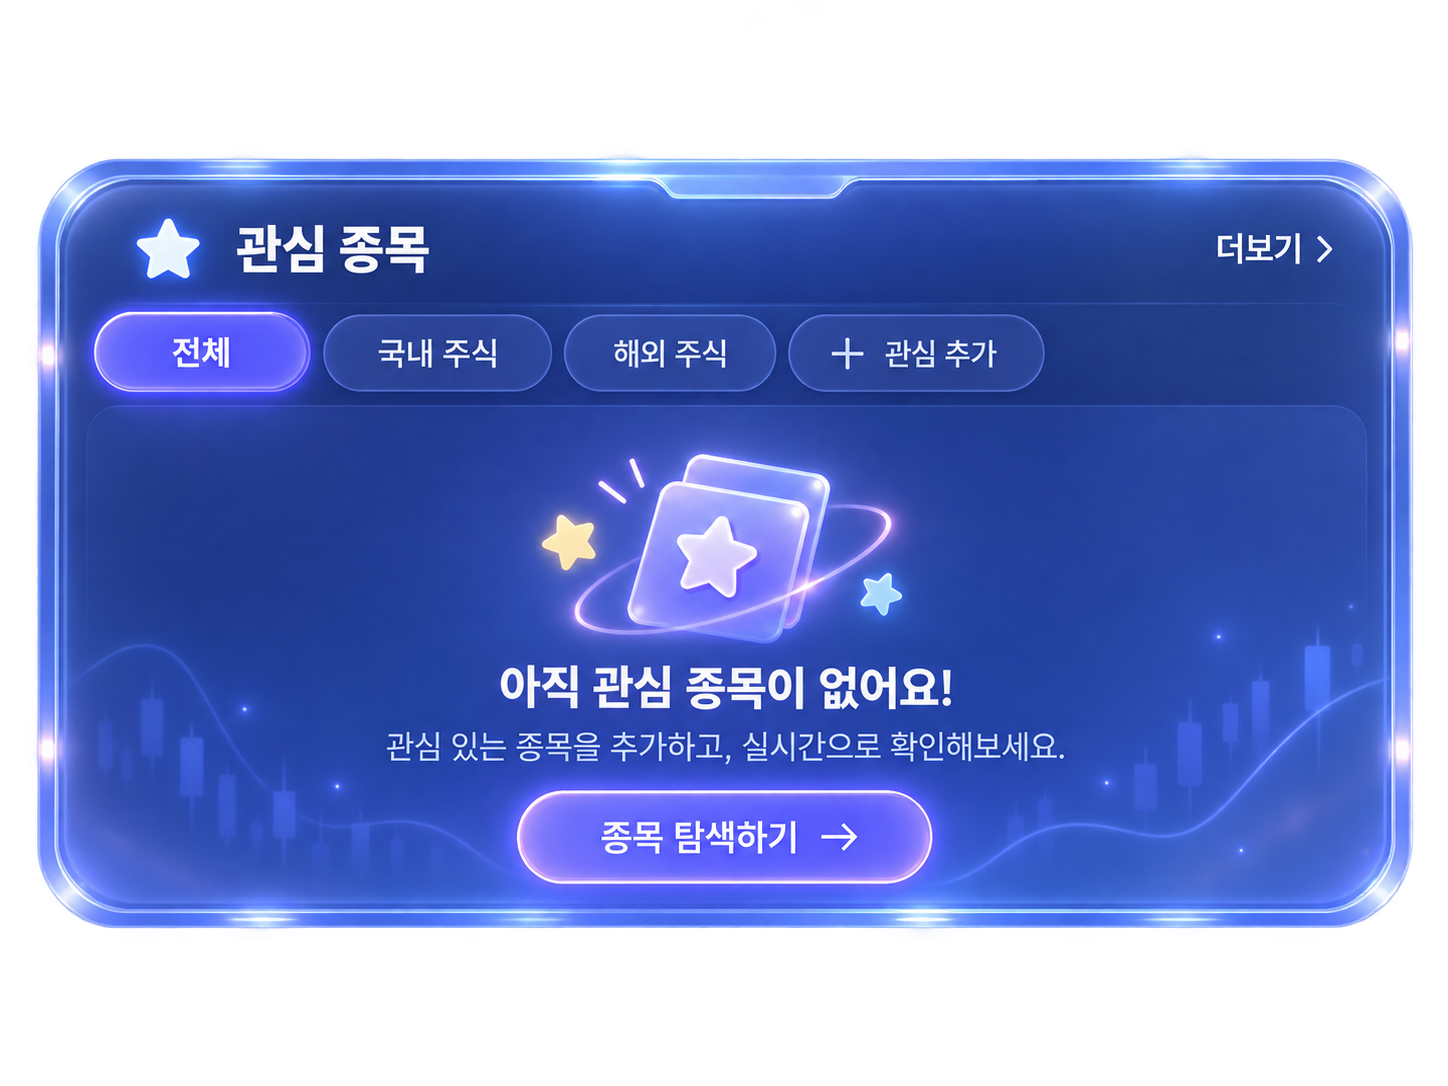 관심 종목
더보기 >
전체
국내 주식
해외 주식
+ 관심 추가
아직 관심 종목이 없어요!
관심 있는 종목을 추가하고, 실시간으로 확인해보세요.
종목 탐색하기 →